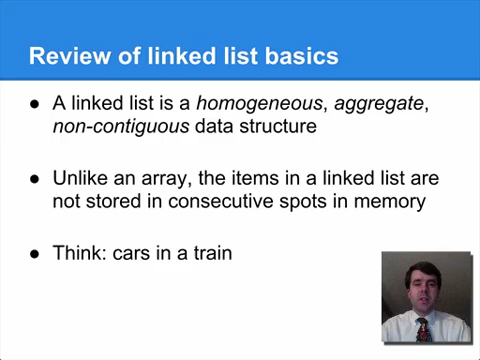 Review of linked list basics
● A linked list is a homogeneous, aggregate,
non-contiguous data structure
● Unlike an array, the items in a linked list are
not stored in consecutive spots in memory
● Think: cars in a train